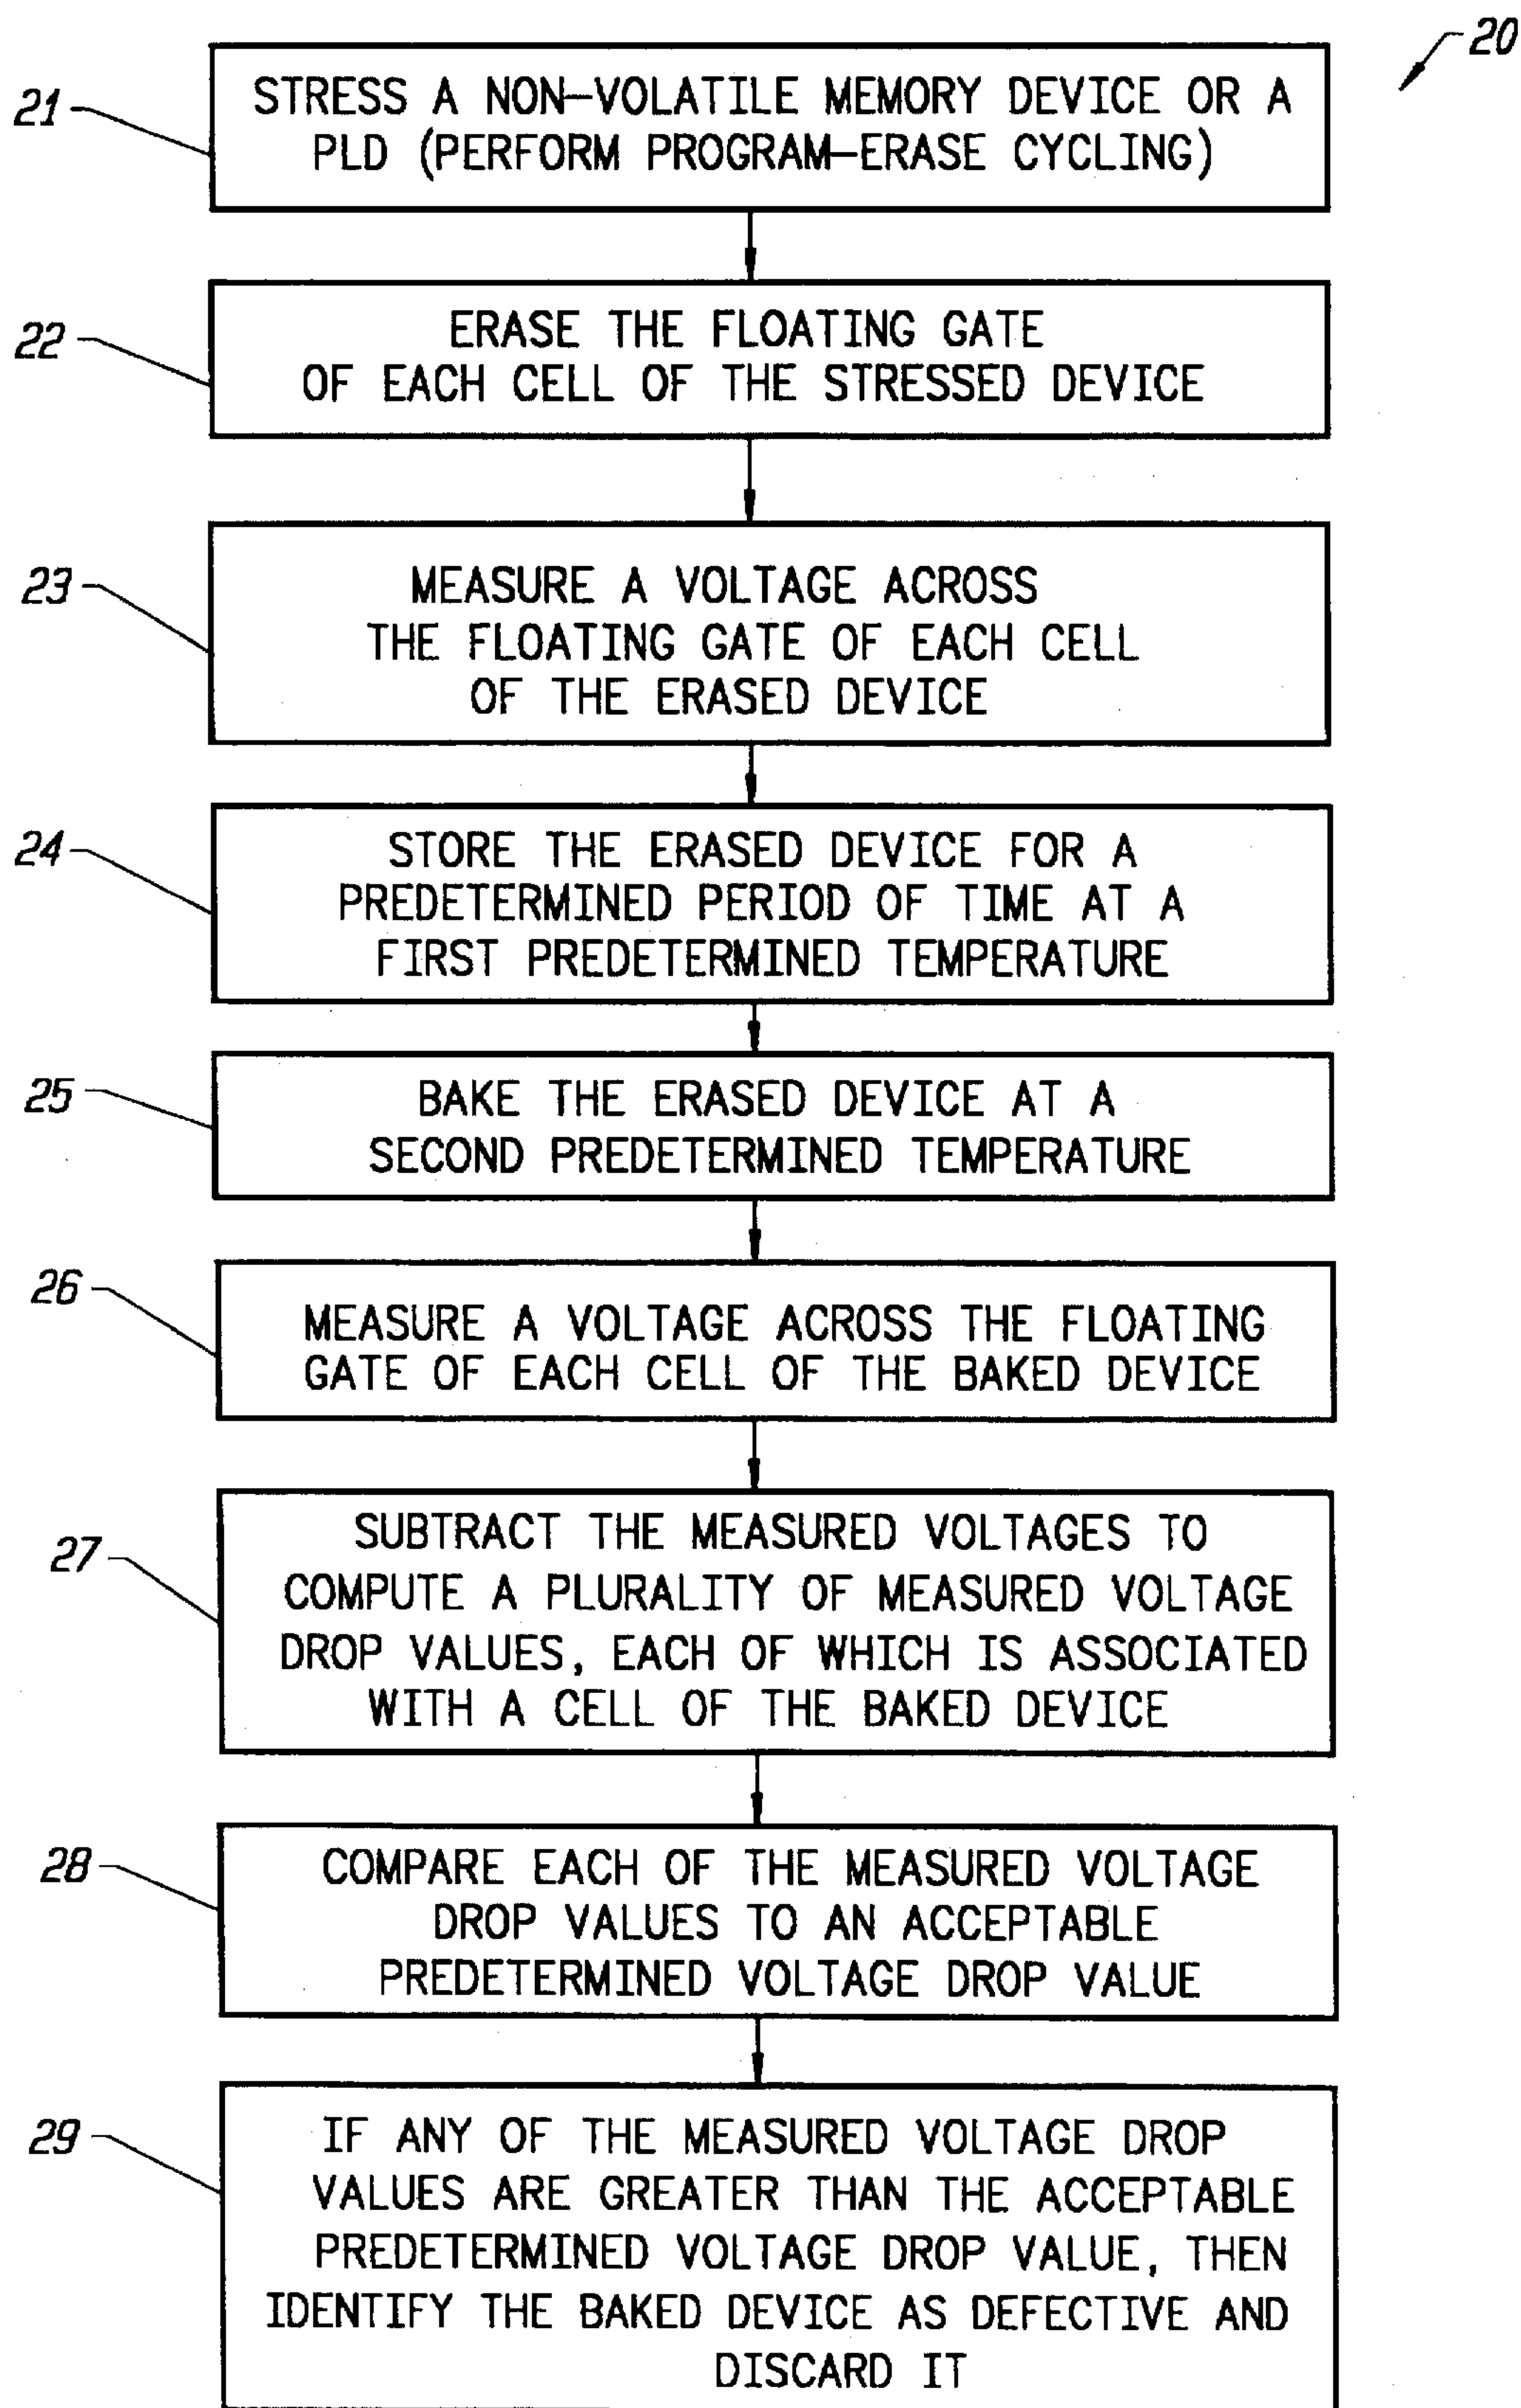 20
21
STRESS A NON-VOLATILE MEMORY DEVICE OR A
PLD (PERFORM PROGRAM-ERASE CYCLING)
22
ERASE THE FLOATING GATE
OF EACH CELL OF THE STRESSED DEVICE
23
MEASURE A VOLTAGE ACROSS
THE FLOATING GATE OF EACH CELL
OF THE ERASED DEVICE
24
STORE THE ERASED DEVICE FOR A
PREDETERMINED PERIOD OF TIME AT A
FIRST PREDETERMINED TEMPERATURE
25
BAKE THE ERASED DEVICE AT A
SECOND PREDETERMINED TEMPERATURE
26
MEASURE A VOLTAGE ACROSS THE FLOATING
GATE OF EACH CELL OF THE BAKED DEVICE
27
SUBTRACT THE MEASURED VOLTAGES TO
COMPUTE A PLURALITY OF MEASURED VOLTAGE
DROP VALUES, EACH OF WHICH IS ASSOCIATED
WITH A CELL OF THE BAKED DEVICE
28
COMPARE EACH OF THE MEASURED VOLTAGE
DROP VALUES TO AN ACCEPTABLE
PREDETERMINED VOLTAGE DROP VALUE
29
IF ANY OF THE MEASURED VOLTAGE DROP
VALUES ARE GREATER THAN THE ACCEPTABLE
PREDETERMINED VOLTAGE DROP VALUE, THEN
IDENTIFY THE BAKED DEVICE AS DEFECTIVE AND
DISCARD IT